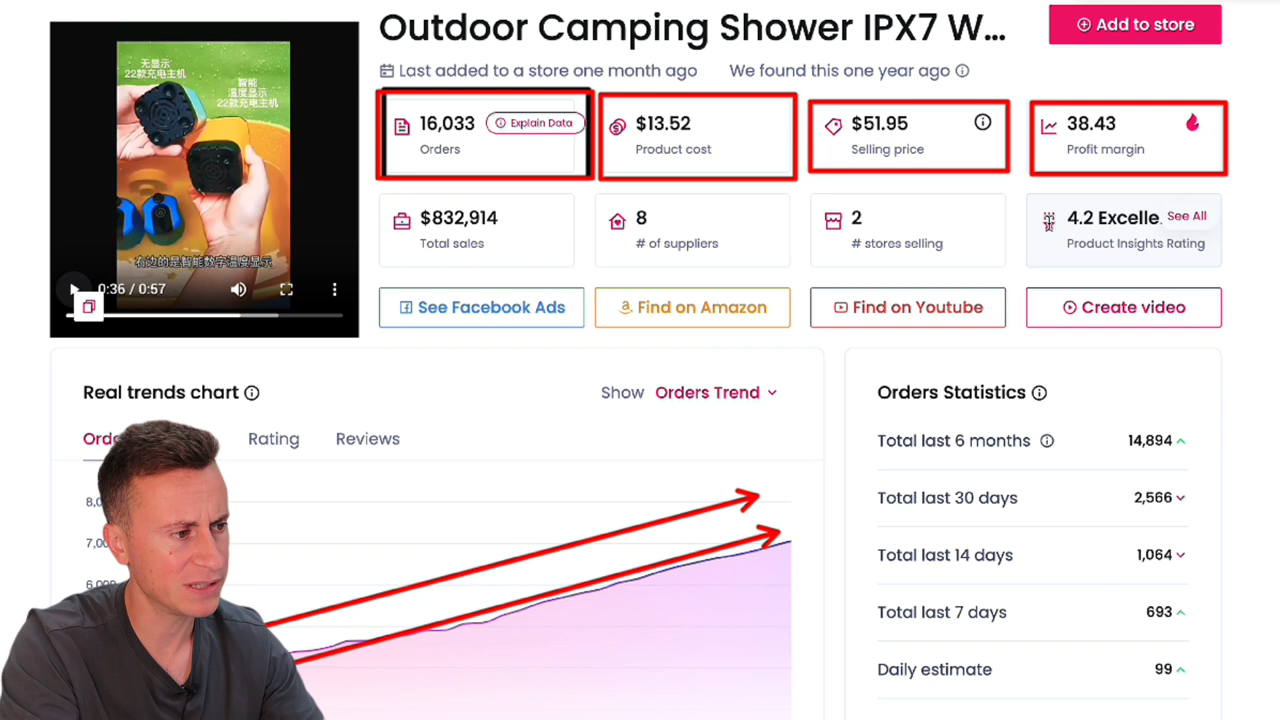 Outdoor Camping Shower IPX7 W...
Add to store
Last added to a store one month ago
We found this one year ago
无显示
22款充电主机
智能
温度显示
22款充电主机
右边的是智能数字温度显示
0:36 / 0:57
16,033
Explain Data
Orders
$13.52
Product cost
$51.95
Selling price
38.43
Profit margin
$832,914
Total sales
8
# of suppliers
2
# stores selling
4.2 Excelle
See All
Product Insights Rating
See Facebook Ads
Find on Amazon
Find on Youtube
Create video
Real trends chart
Show Orders Trend
Rating
Reviews
6,000
Orders Statistics
Total last 6 months 14,894
Total last 30 days 2,566
Total last 14 days 1,064
Total last 7 days 693
Daily estimate 99